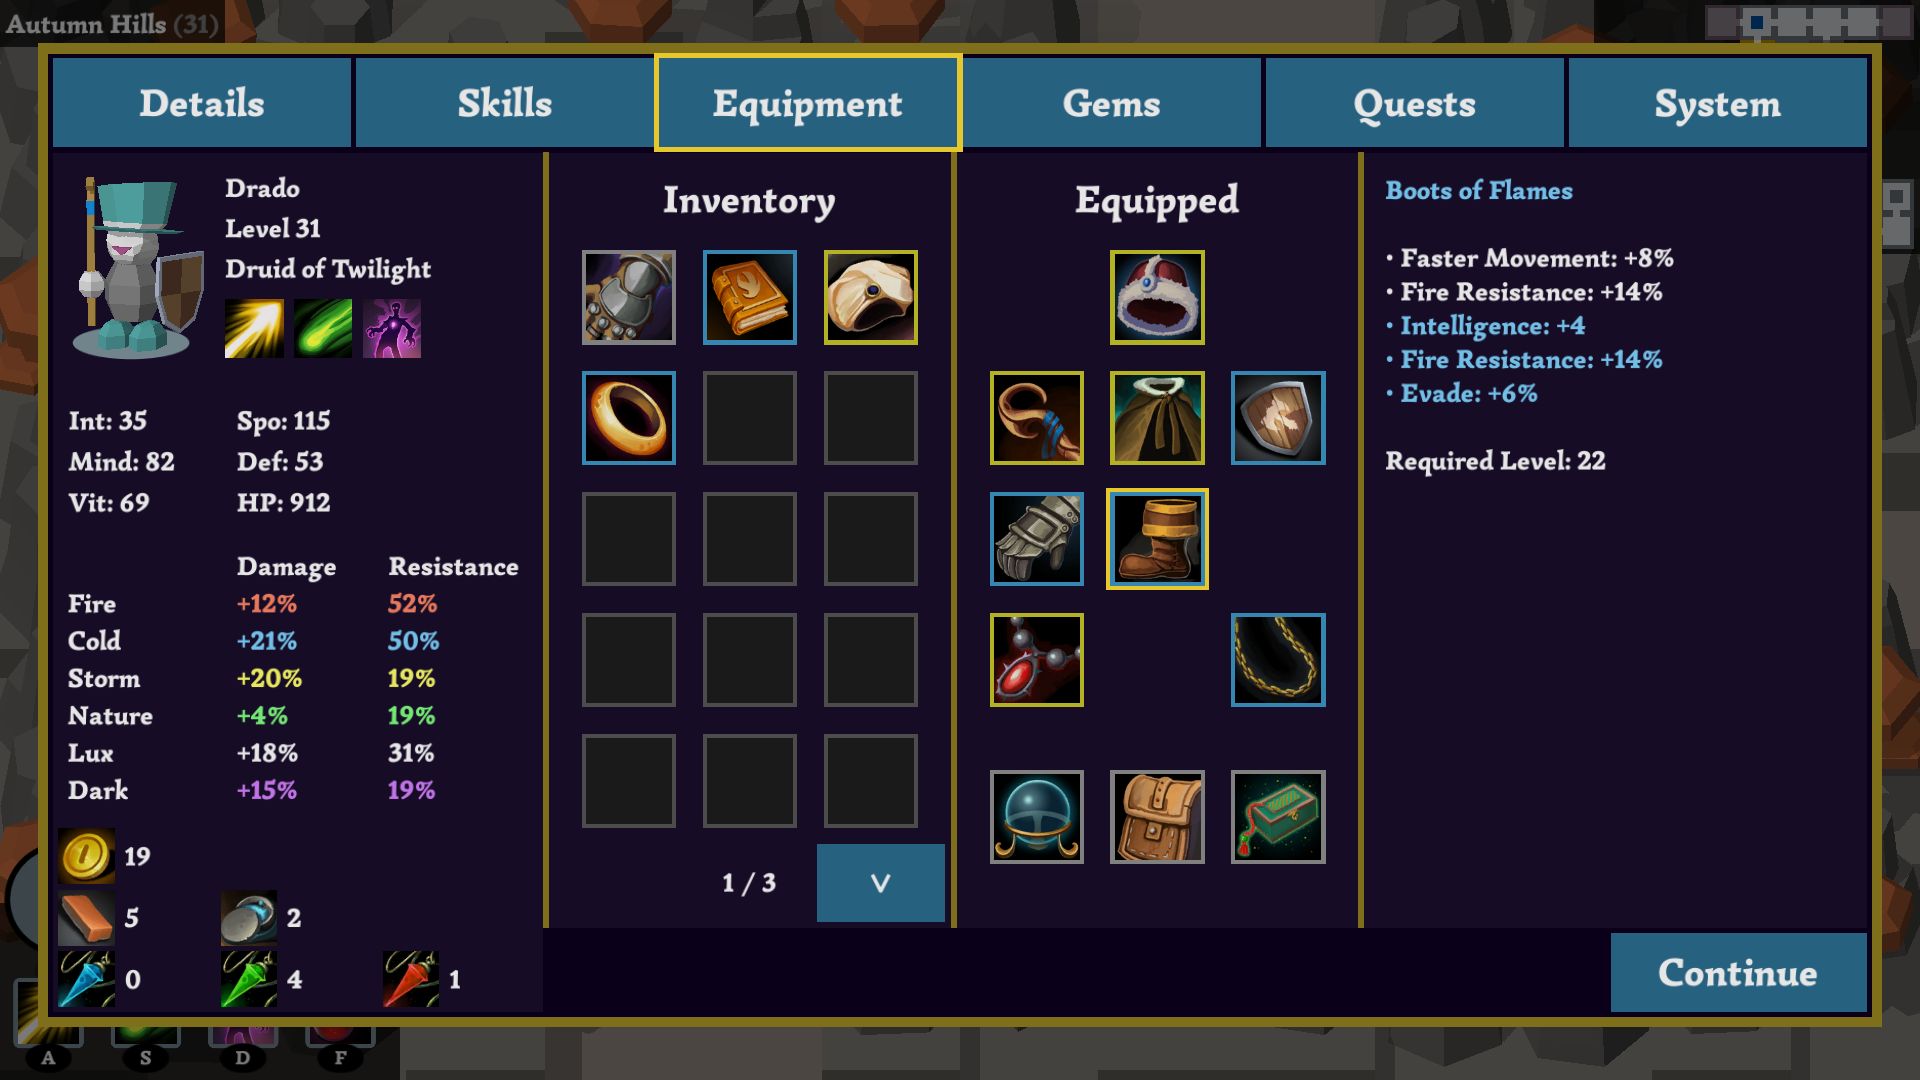 Autumn Hills (31)
Details
Skills
Equipment
Gems
Quests
System
Drado
Level 31
Druid of Twilight
Int: 35
Spo: 115
Mind: 82
Def: 53
Vit: 69
HP: 912
Damage
Resistance
Fire
+12%
52%
Cold
+21%
50%
Storm
+20%
19%
Nature
+4%
19%
Lux
+18%
31%
Dark
+15%
19%
19
5
2
0
4
1
Inventory
1 / 3
V
Equipped
Boots of Flames
• Faster Movement: +8%
• Fire Resistance: +14%
• Intelligence: +4
• Fire Resistance: +14%
• Evade: +6%
Required Level: 22
Continue
A
S
D
F